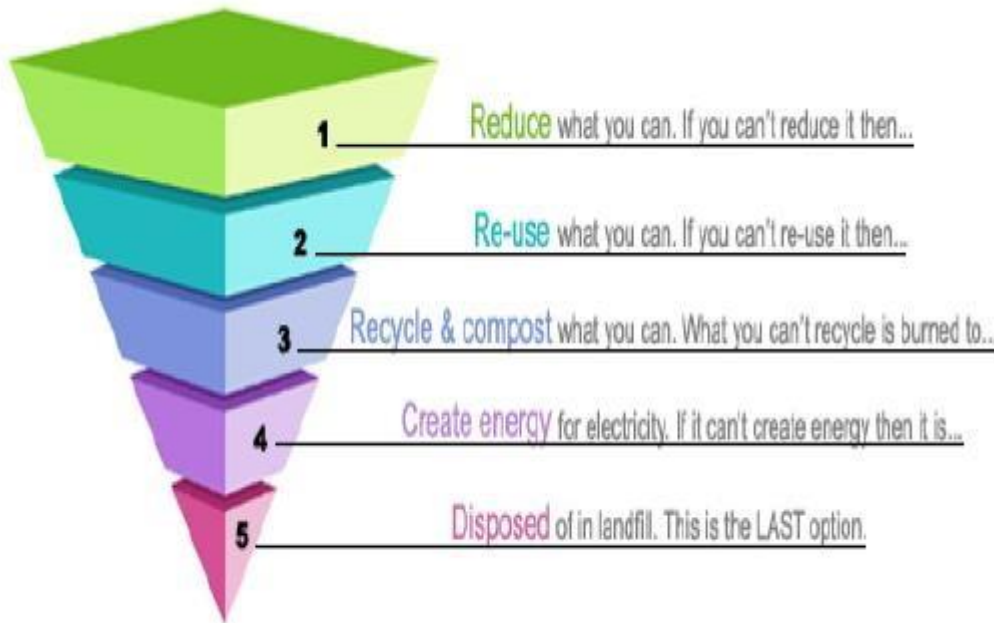 1 Reduce what you can. If you can't reduce it then...
2 Re-use what you can. If you can't re-use it then...
3 Recycle & compost what you can. What you can't recycle is burned to...
4 Create energy for electricity. If it can't create energy then it is...
5 Disposed of in landfill. This is the LAST option.